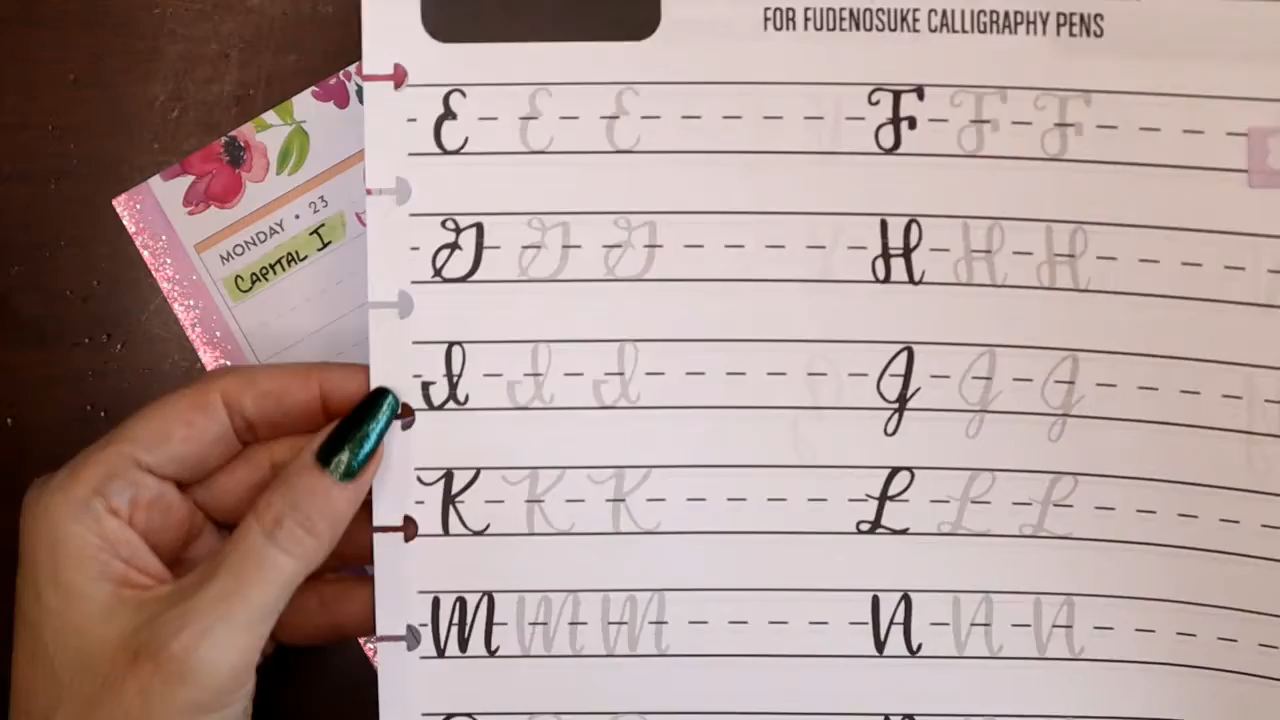 FOR FUDENOSUKE CALLIGRAPHY PENS
E E E F F F
MONDAY • 23
CAPITAL I
G G G H H H
I I I J J J
K K K L L L
M M M N N N